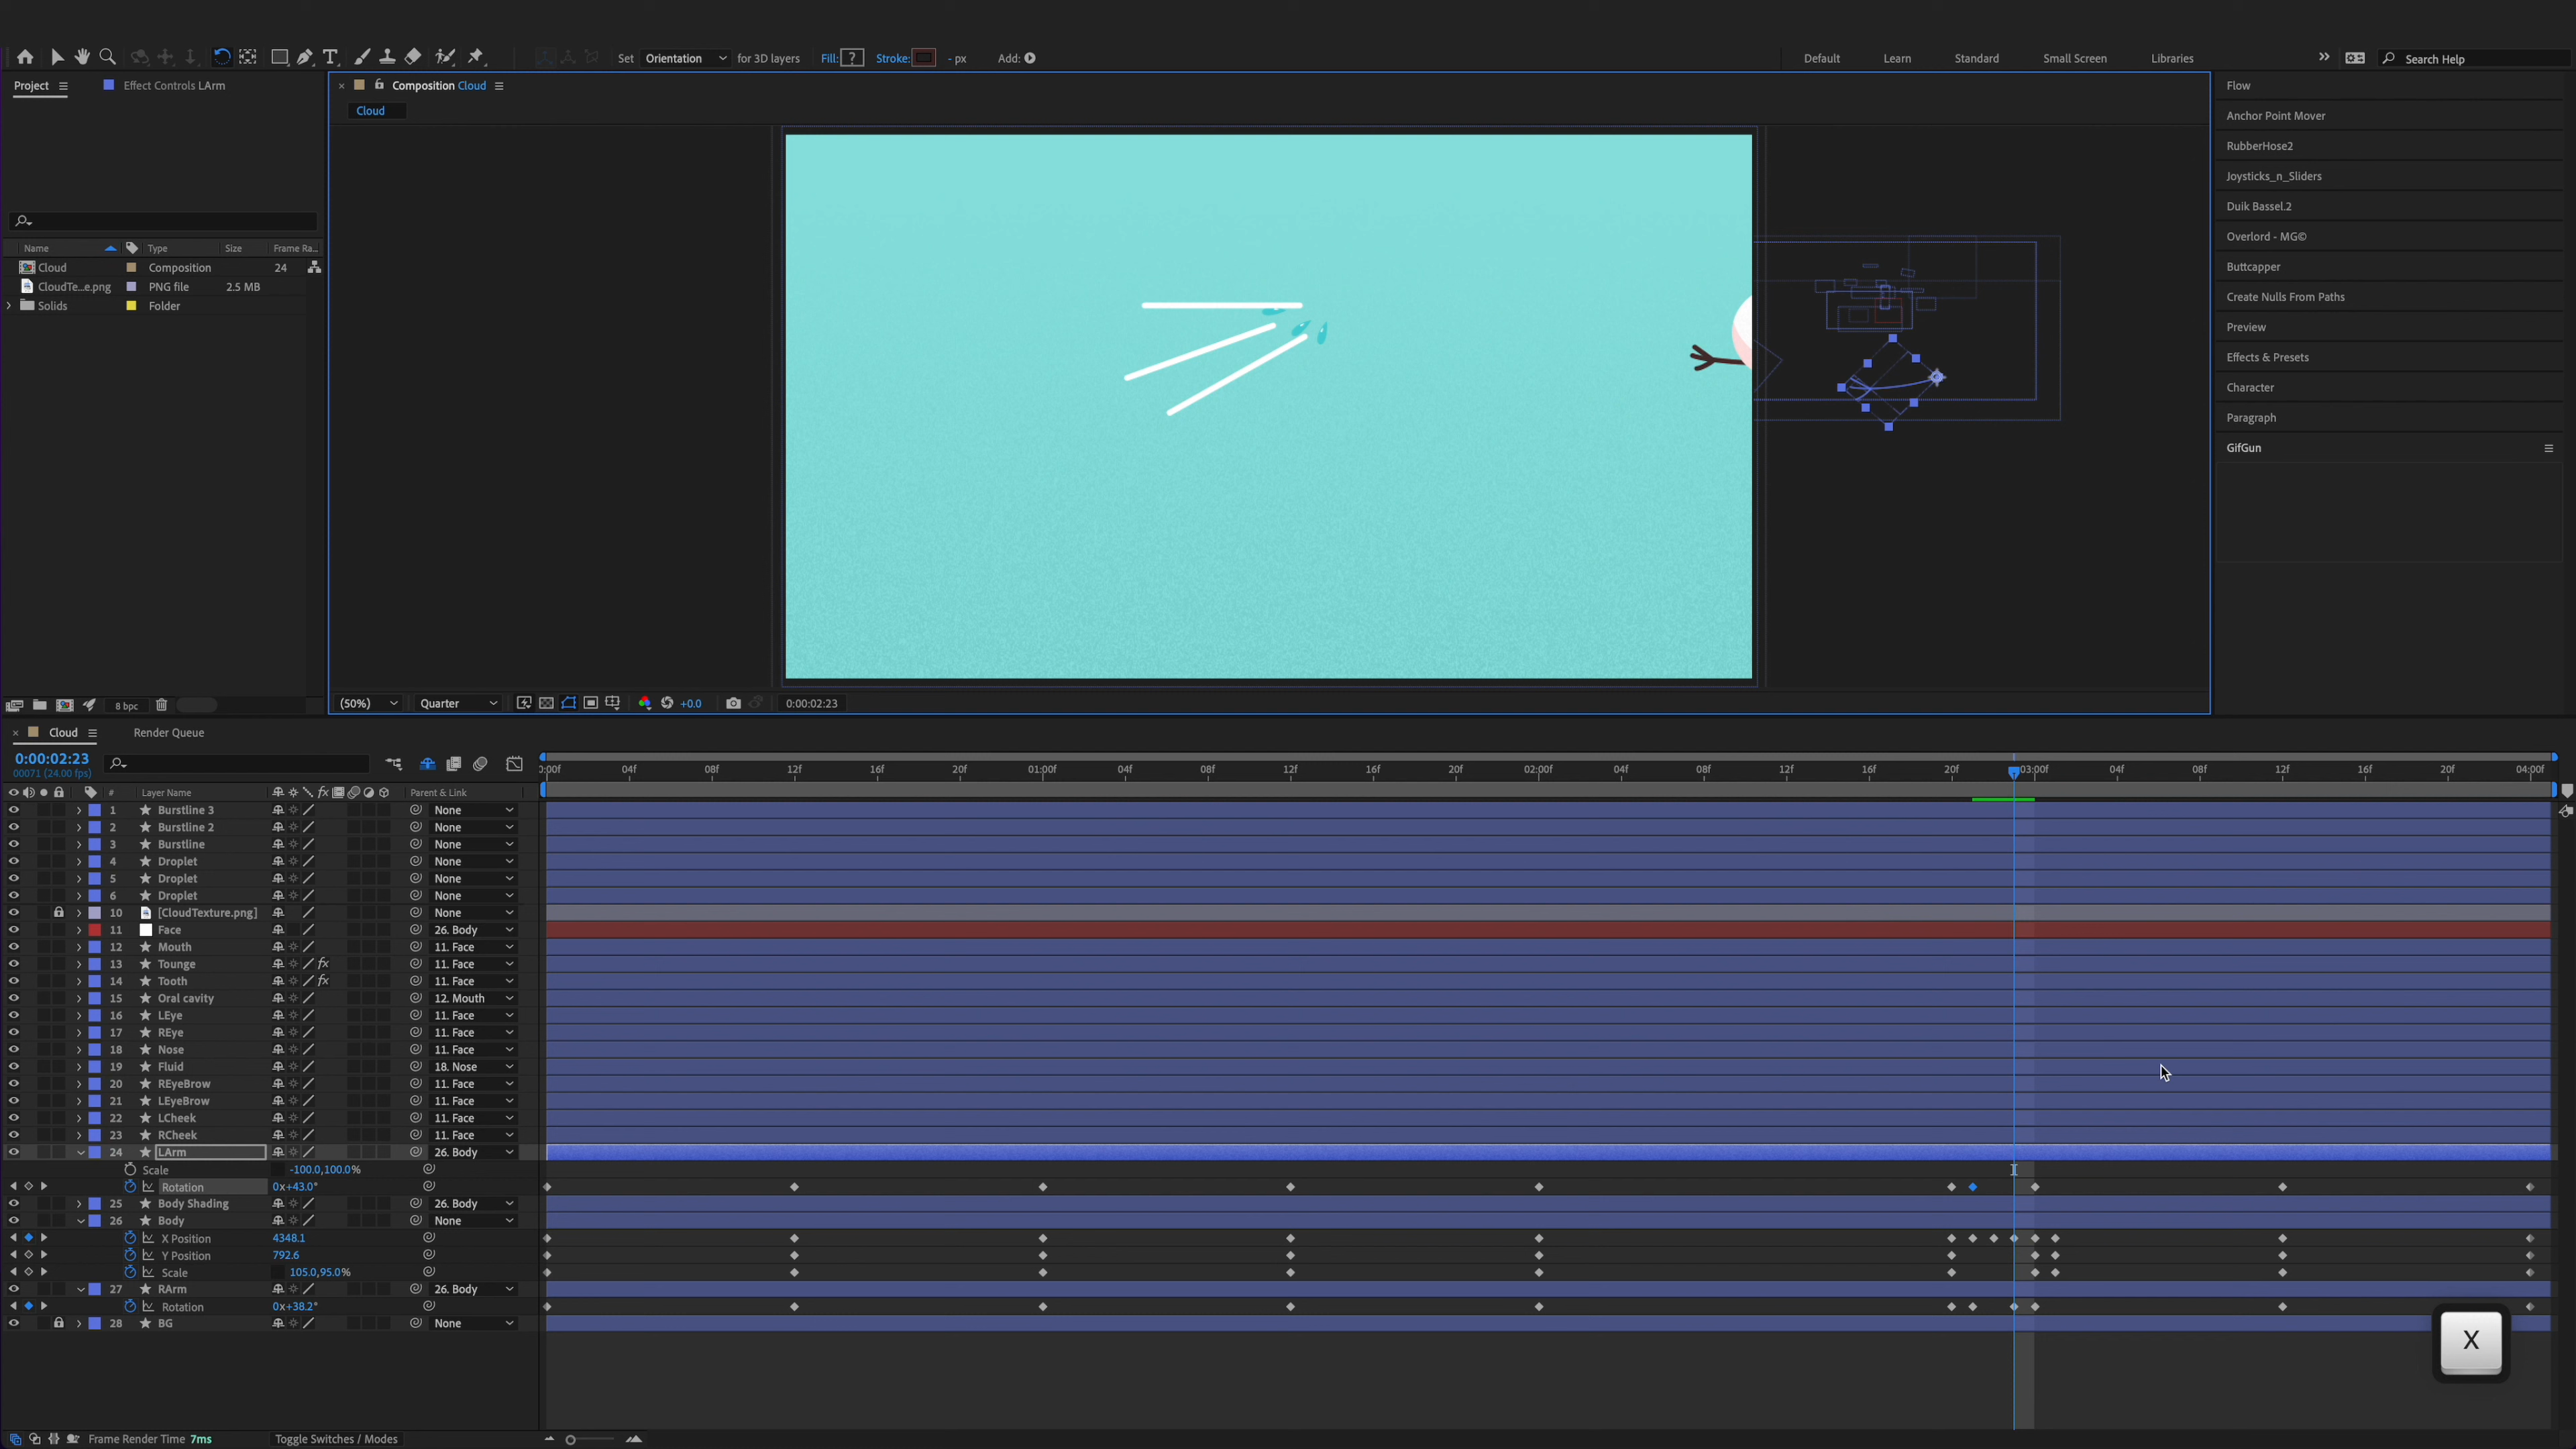 Set Orientation for 3D layers Fill: ? Stroke: - px Add: Default Learn Standard Small Screen Libraries Search Help
Project Effect Controls LArm
Composition Cloud
Cloud
Name Type Size Frame Ra...
Cloud Composition 24
CloudTe...e.png PNG file 2.5 MB
Solids Folder
8 bpc
(50%) Quarter +0.0 0:00:02:23
Flow
Anchor Point Mover
RubberHose2
Joysticks_n_Sliders
Duik Bassel.2
Overlord - MG©
Buttcapper
Create Nulls From Paths
Preview
Effects & Presets
Character
Paragraph
GifGun
Cloud Render Queue
0:00:02:23
00071 (24.00 fps)
0:00f 04f 08f 12f 16f 20f 01:00f 04f 08f 12f 16f 20f 02:00f 04f 08f 12f 16f 20f 03:00f 04f 08f 12f 16f 20f 04:00f
# Layer Name fx Parent & Link
1 Burstline 3 None
2 Burstline 2 None
3 Burstline None
4 Droplet None
5 Droplet None
6 Droplet None
10 [CloudTexture.png] None
11 Face 26. Body
12 Mouth 11. Face
13 Tounge fx 11. Face
14 Tooth fx 11. Face
15 Oral cavity 12. Mouth
16 LEye 11. Face
17 REye 11. Face
18 Nose 11. Face
19 Fluid 18. Nose
20 REyeBrow 11. Face
21 LEyeBrow 11. Face
22 LCheek 11. Face
23 RCheek 11. Face
24 LArm 26. Body
Scale -100.0,100.0%
Rotation 0x+43.0°
25 Body Shading 26. Body
26 Body None
X Position 4348.1
Y Position 792.6
Scale 105.0,95.0%
27 RArm 26. Body
Rotation 0x+38.2°
28 BG None
X
Frame Render Time 7ms Toggle Switches / Modes